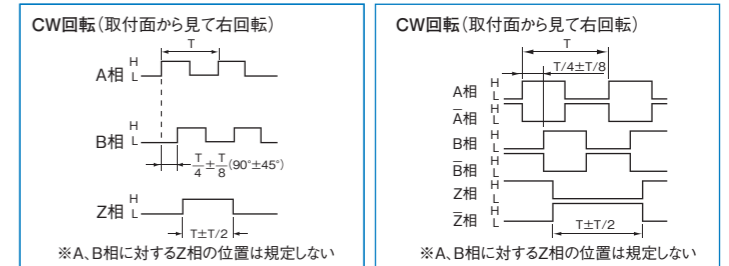 CW回転(取付面から見て右回転)
T
A相 H L
B相 H L
T/4±T/8(90°±45°)
Z相 H L
T±T/2
※A、B相に対するZ相の位置は規定しない
CW回転(取付面から見て右回転)
T
T/4±T/8
A相 H L
A̅相 H L
B相 H L
B̅相 H L
Z相 H L
Z̅相 H L
T±T/2
※A、B相に対するZ相の位置は規定しない